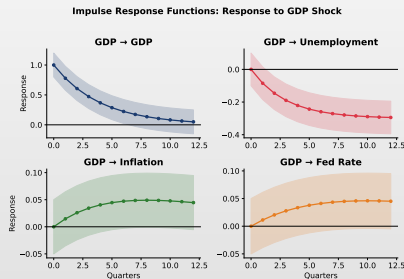 Impulse Response Functions: Response to GDP Shock
GDP → GDP
Response
1.0
0.5
0.0
0.0 2.5 5.0 7.5 10.0 12.5
GDP → Unemployment
0.0
−0.2
−0.4
0.0 2.5 5.0 7.5 10.0 12.5
GDP → Inflation
Response
0.10
0.05
0.00
−0.05
0.0 2.5 5.0 7.5 10.0 12.5
Quarters
GDP → Fed Rate
0.10
0.05
0.00
−0.05
0.0 2.5 5.0 7.5 10.0 12.5
Quarters